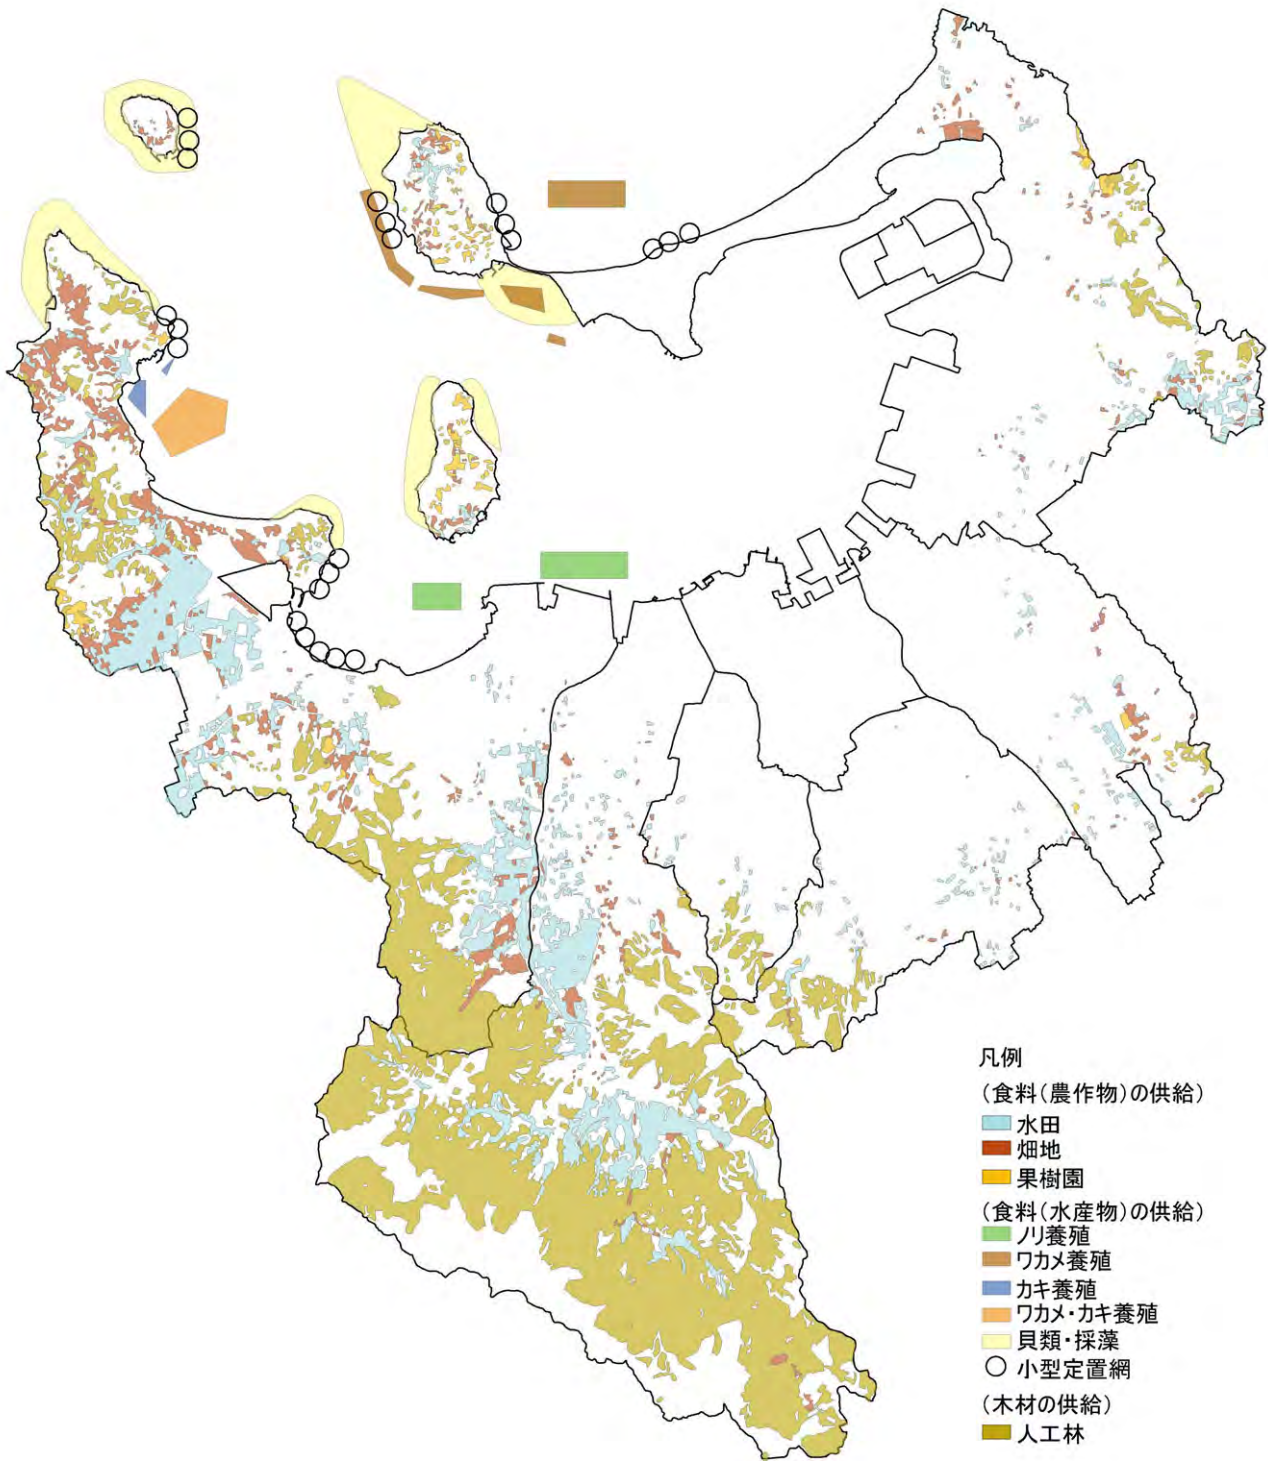 凡例
(食料(農作物)の供給)
水田
畑地
果樹園
(食料(水産物)の供給)
ノリ養殖
ワカメ養殖
カキ養殖
ワカメ・カキ養殖
貝類・採藻
小型定置網
(木材の供給)
人工林